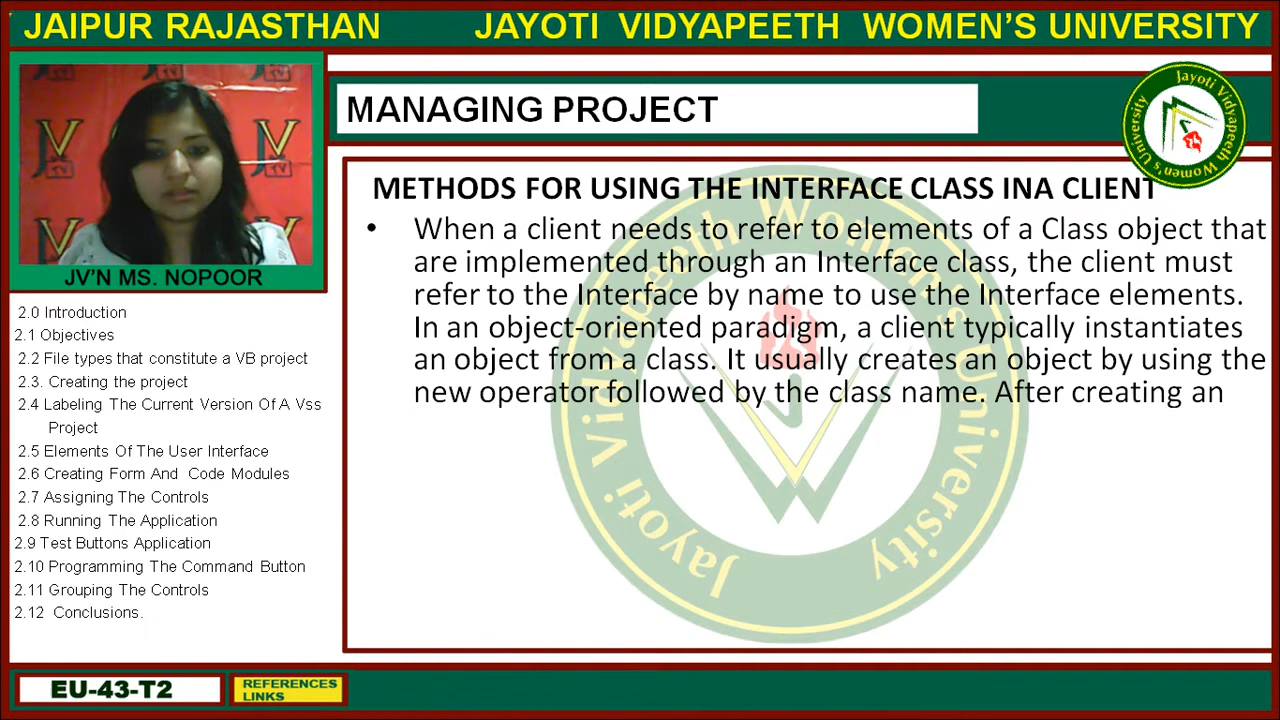 JAIPUR RAJASTHAN JAYOTI VIDYAPEETH WOMEN'S UNIVERSITY
MANAGING PROJECT
Jayoti Vidyapeeth Women's University
JV'N MS. NOPOOR
2.0 Introduction
2.1 Objectives
2.2 File types that constitute a VB project
2.3. Creating the project
2.4 Labeling The Current Version Of A Vss
Project
2.5 Elements Of The User Interface
2.6 Creating Form And Code Modules
2.7 Assigning The Controls
2.8 Running The Application
2.9 Test Buttons Application
2.10 Programming The Command Button
2.11 Grouping The Controls
2.12 Conclusions.
METHODS FOR USING THE INTERFACE CLASS INA CLIENT
• When a client needs to refer to elements of a Class object that
are implemented through an Interface class, the client must
refer to the Interface by name to use the Interface elements.
In an object-oriented paradigm, a client typically instantiates
an object from a class. It usually creates an object by using the
new operator followed by the class name. After creating an
Jayoti Vidyapeeth Women's University
EU-43-T2
REFERENCES
LINKS